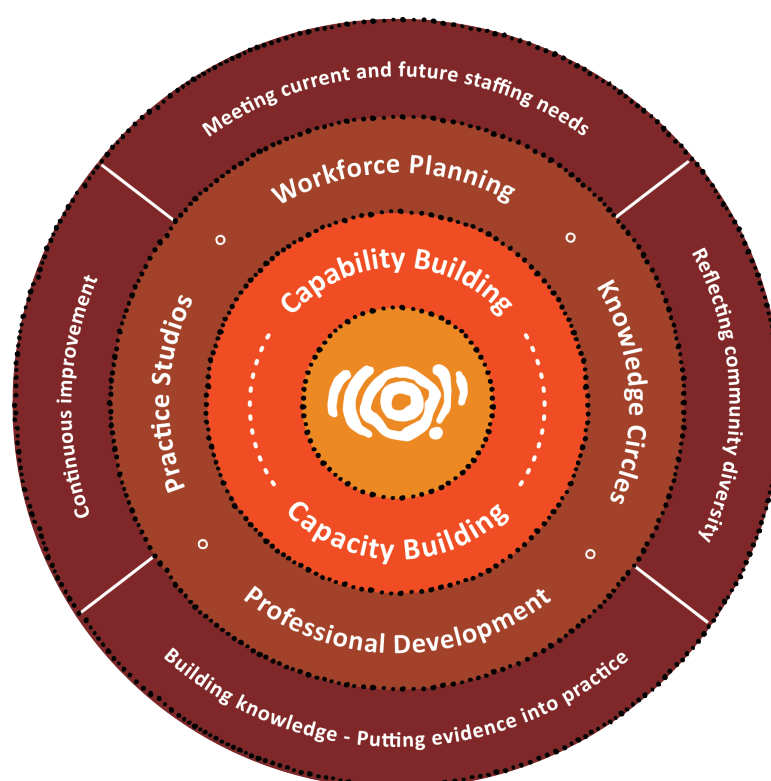 Meeting current and future staffing needs
Workforce Planning
Capability Building
Continuous improvement
Practice Studios
Knowledge Circles
Reflecting community diversity
Capacity Building
Professional Development
Building knowledge - Putting evidence into practice